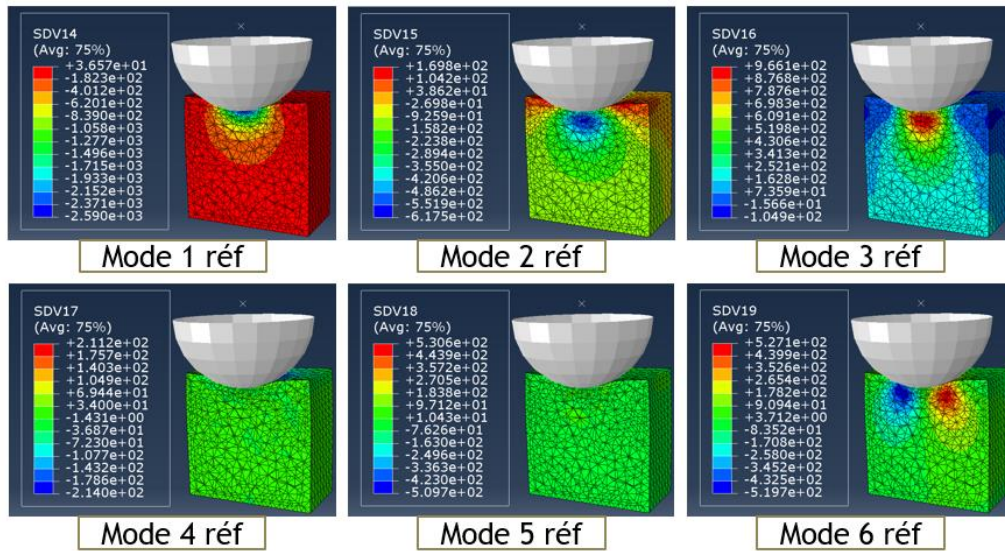 SDV14
(Avg: 75%)
+3.657e+01
-1.823e+02
-4.012e+02
-6.201e+02
-8.390e+02
-1.058e+03
-1.277e+03
-1.496e+03
-1.715e+03
-1.933e+03
-2.152e+03
-2.371e+03
-2.590e+03
Mode 1 réf
SDV15
(Avg: 75%)
+1.698e+02
+1.042e+02
+3.862e+01
-2.698e+01
-9.259e+01
-1.582e+02
-2.238e+02
-2.894e+02
-3.550e+02
-4.206e+02
-4.862e+02
-5.519e+02
-6.175e+02
Mode 2 réf
SDV16
(Avg: 75%)
+9.661e+02
+8.768e+02
+7.876e+02
+6.983e+02
+6.091e+02
+5.198e+02
+4.306e+02
+3.413e+02
+2.521e+02
+1.628e+02
+7.359e+01
-1.566e+01
-1.049e+02
Mode 3 réf
SDV17
(Avg: 75%)
+2.112e+02
+1.757e+02
+1.403e+02
+1.049e+02
+6.944e+01
+3.400e+01
-1.431e+00
-3.687e+01
-7.230e+01
-1.077e+02
-1.432e+02
-1.786e+02
-2.140e+02
Mode 4 réf
SDV18
(Avg: 75%)
+5.306e+02
+4.439e+02
+3.572e+02
+2.705e+02
+1.838e+02
+9.712e+01
+1.043e+01
-7.626e+01
-1.630e+02
-2.496e+02
-3.363e+02
-4.230e+02
-5.097e+02
Mode 5 réf
SDV19
(Avg: 75%)
+5.271e+02
+4.399e+02
+3.526e+02
+2.654e+02
+1.782e+02
+9.094e+01
+3.712e+00
-8.352e+01
-1.708e+02
-2.580e+02
-3.452e+02
-4.325e+02
-5.197e+02
Mode 6 réf